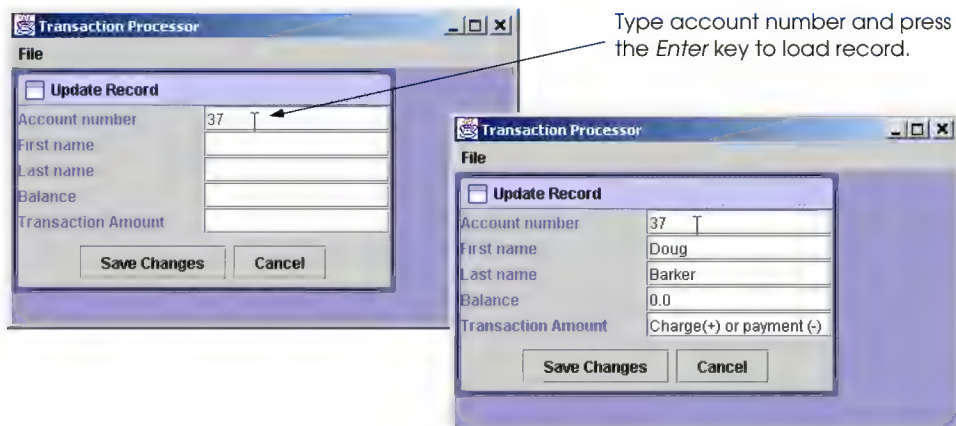 Transaction Processor
File
Update Record
Account number 37
First name
Last name
Balance
Transaction Amount
Save Changes Cancel
Type account number and press
the Enter key to load record.
Transaction Processor
File
Update Record
Account number 37
First name Doug
Last name Barker
Balance 0.0
Transaction Amount Charge(+) or payment (-)
Save Changes Cancel